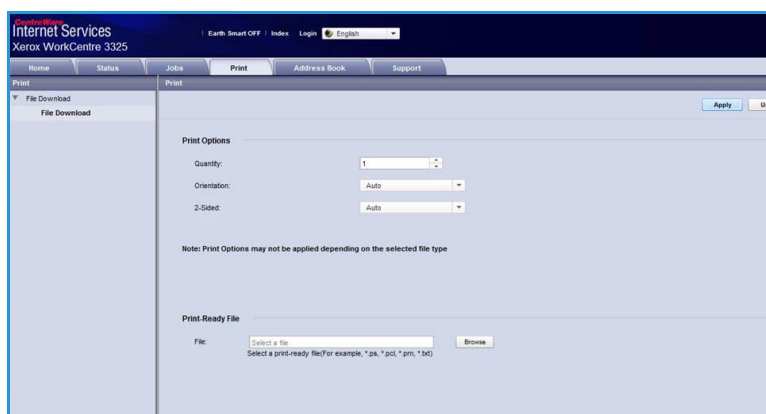 CentreWare
Internet Services
Xerox WorkCentre 3325
Earth Smart OFF | Index Login English
Home Status Jobs Print Address Book Support
Print Print
File Download
File Download
Apply
Print Options
Quantity: 1
Orientation: Auto
2-Sided: Auto
Note: Print Options may not be applied depending on the selected file type
Print-Ready File
File: Select a file Browse
Select a print-ready file(For example, *.ps, *.pcl, *.prn, *.txt)